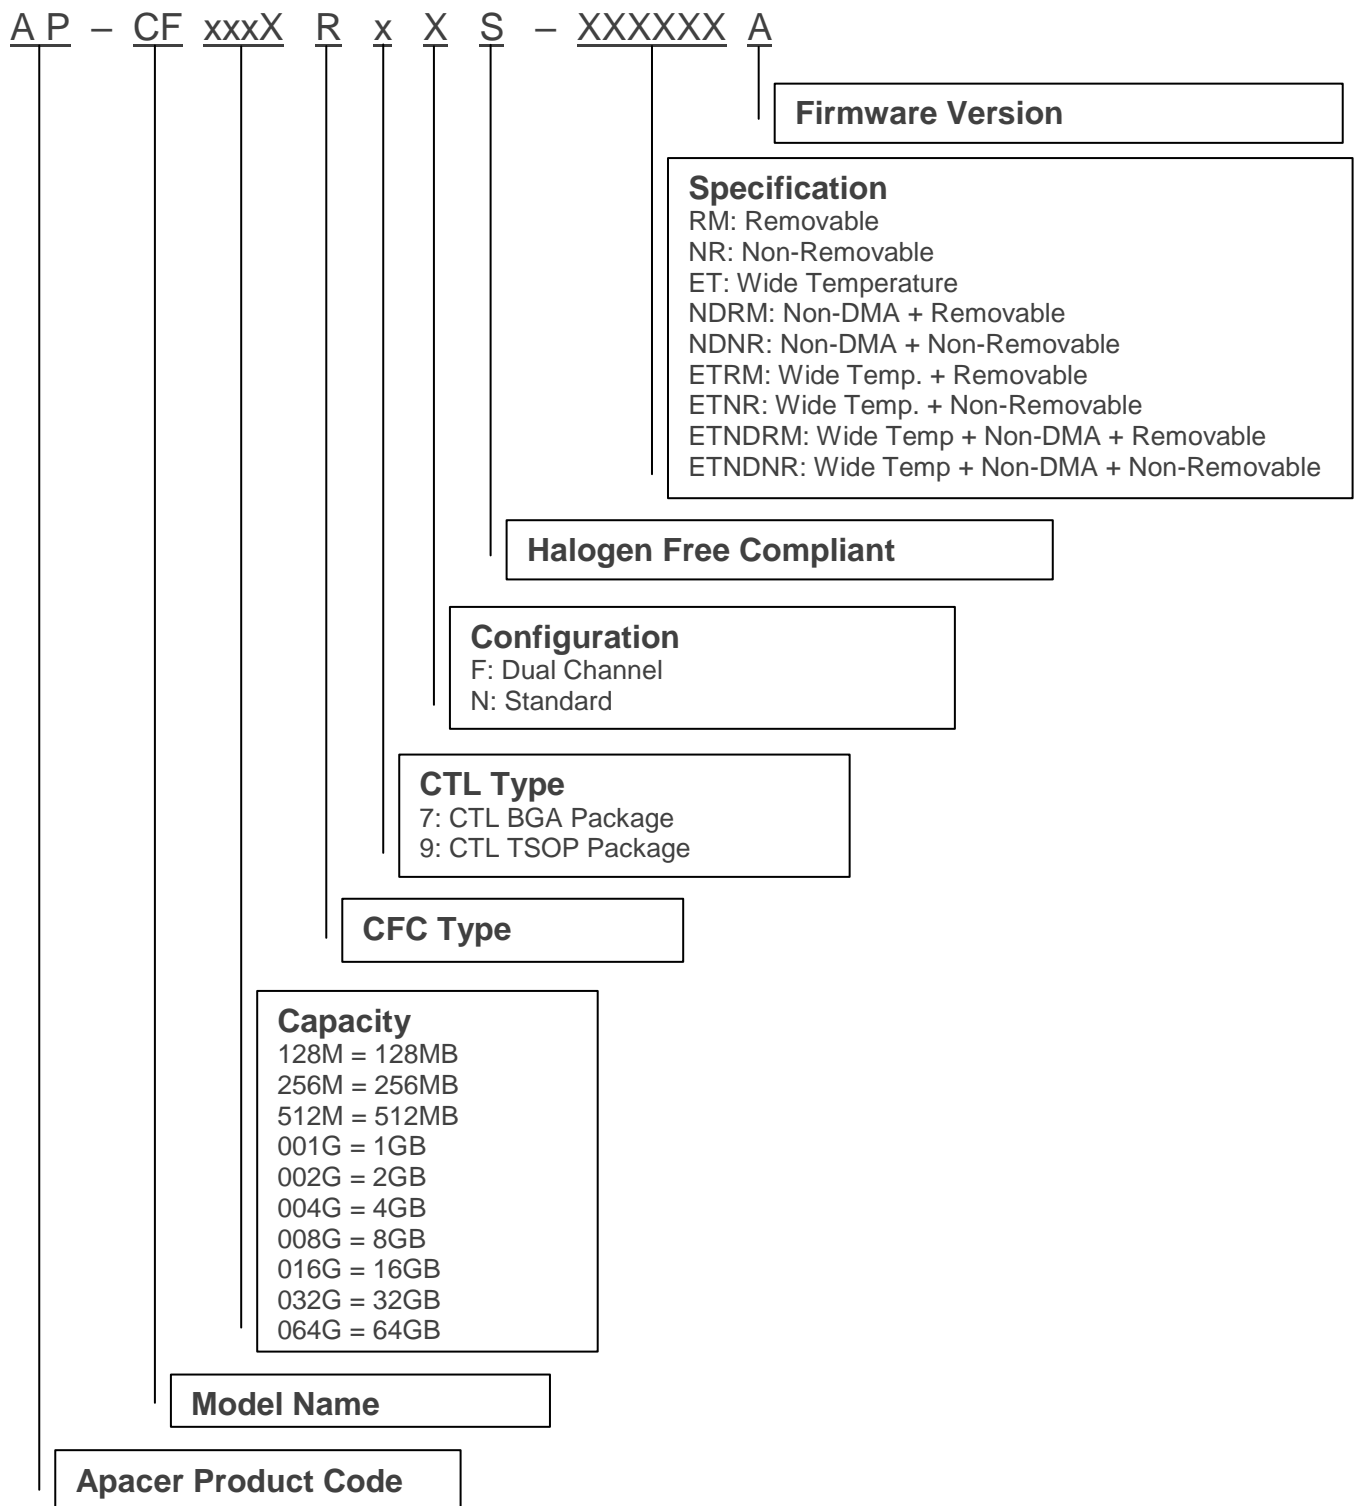 A P – CF xxxX R x X S – XXXXXX A
Firmware Version
Specification
RM: Removable
NR: Non-Removable
ET: Wide Temperature
NDRM: Non-DMA + Removable
NDNR: Non-DMA + Non-Removable
ETRM: Wide Temp. + Removable
ETNR: Wide Temp. + Non-Removable
ETNDRM: Wide Temp + Non-DMA + Removable
ETNDNR: Wide Temp + Non-DMA + Non-Removable
Halogen Free Compliant
Configuration
F: Dual Channel
N: Standard
CTL Type
7: CTL BGA Package
9: CTL TSOP Package
CFC Type
Capacity
128M = 128MB
256M = 256MB
512M = 512MB
001G = 1GB
002G = 2GB
004G = 4GB
008G = 8GB
016G = 16GB
032G = 32GB
064G = 64GB
Model Name
Apacer Product Code